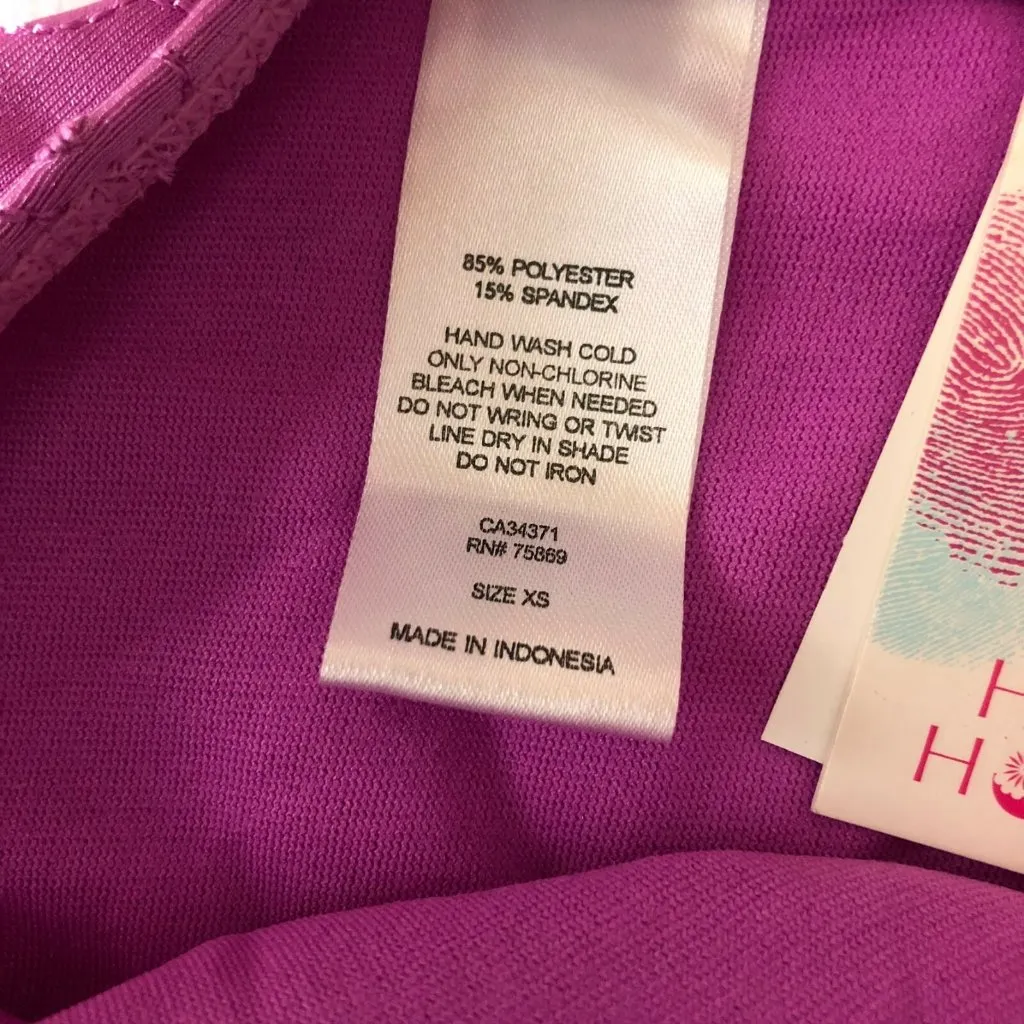 85% POLYESTER
15% SPANDEX
HAND WASH COLD
ONLY NON-CHLORINE
BLEACH WHEN NEEDED
DO NOT WRING OR TWIST
LINE DRY IN SHADE
DO NOT IRON
CA34371
RN# 75869
SIZE XS
MADE IN INDONESIA
H
H